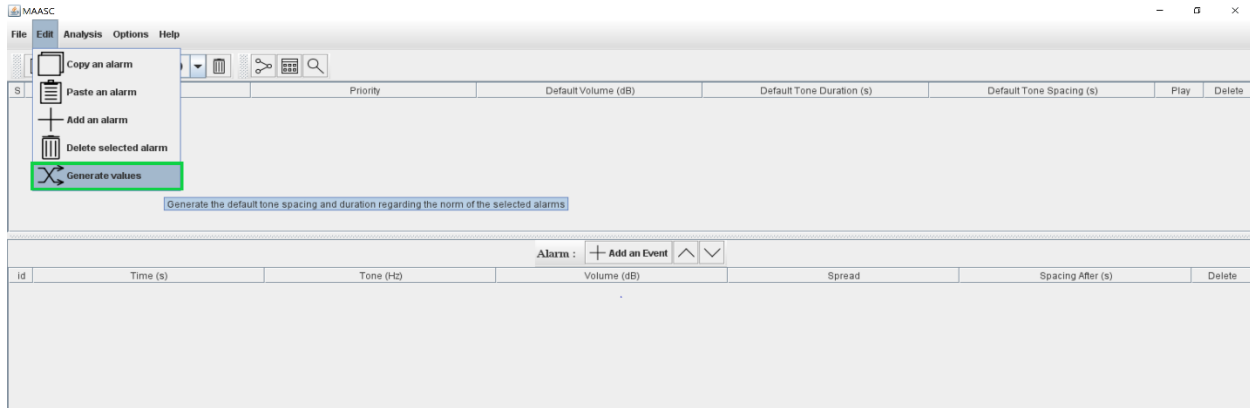 MAASC
File Edit Analysis Options Help
Copy an alarm
Paste an alarm
Add an alarm
Delete selected alarm
Generate values
S Priority Default Volume (dB) Default Tone Duration (s) Default Tone Spacing (s) Play Delete
Generate the default tone spacing and duration regarding the norm of the selected alarms
Alarm : Add an Event
id Time (s) Tone (Hz) Volume (dB) Spread Spacing After (s) Delete